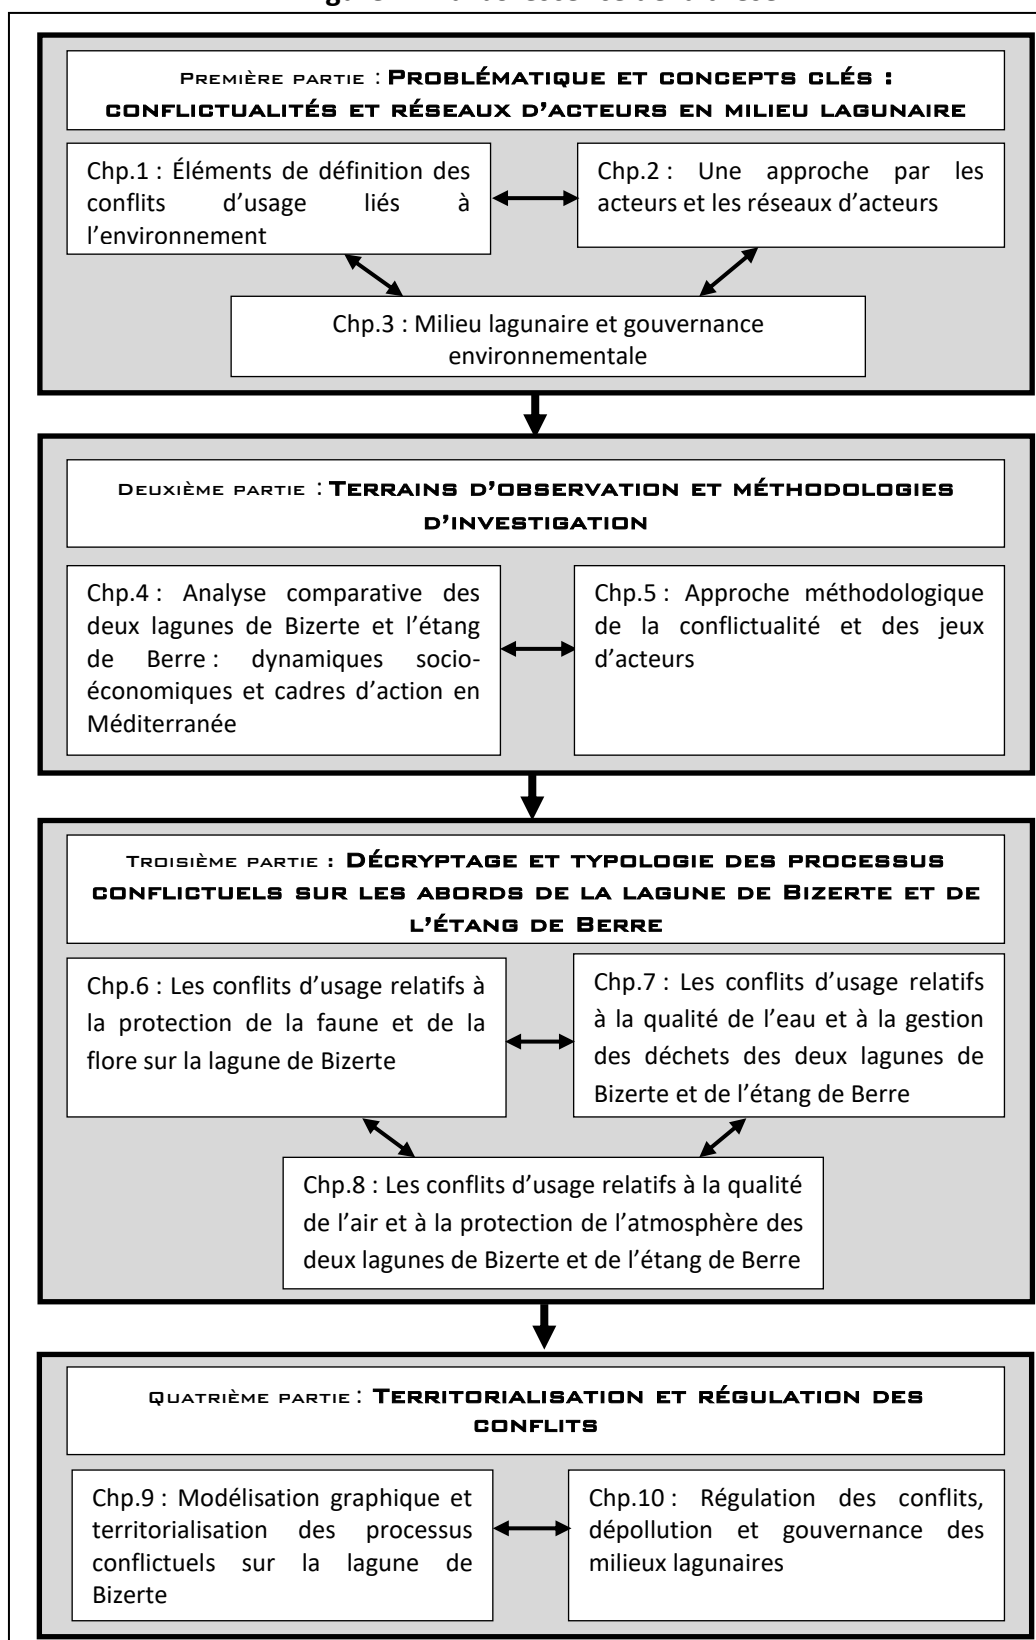 PREMIÈRE PARTIE : PROBLÉMATIQUE ET CONCEPTS CLÉS :
CONFLICTUALITÉS ET RÉSEAUX D’ACTEURS EN MILIEU LAGUNAIRE
Chp.1 : Éléments de définition des
conflits d’usage liés à
l’environnement
Chp.2 : Une approche par les
acteurs et les réseaux d’acteurs
Chp.3 : Milieu lagunaire et gouvernance
environnementale
DEUXIÈME PARTIE : TERRAINS D’OBSERVATION ET MÉTHODOLOGIES
D’INVESTIGATION
Chp.4 : Analyse comparative des
deux lagunes de Bizerte et l’étang
de Berre : dynamiques socio-
économiques et cadres d’action en
Méditerranée
Chp.5 : Approche méthodologique
de la conflictualité et des jeux
d’acteurs
TROISIÈME PARTIE : DÉCRYPTAGE ET TYPOLOGIE DES PROCESSUS
CONFLICTUELS SUR LES ABORDS DE LA LAGUNE DE BIZERTE ET DE
L’ÉTANG DE BERRE
Chp.6 : Les conflits d’usage relatifs à
la protection de la faune et de la
flore sur la lagune de Bizerte
Chp.7 : Les conflits d’usage relatifs
à la qualité de l’eau et à la gestion
des déchets des deux lagunes de
Bizerte et de l’étang de Berre
Chp.8 : Les conflits d’usage relatifs à la qualité
de l’air et à la protection de l’atmosphère des
deux lagunes de Bizerte et de l’étang de Berre
QUATRIÈME PARTIE : TERRITORIALISATION ET RÉGULATION DES
CONFLITS
Chp.9 : Modélisation graphique et
territorialisation des processus
conflictuels sur la lagune de
Bizerte
Chp.10 : Régulation des conflits,
dépollution et gouvernance des
milieux lagunaires